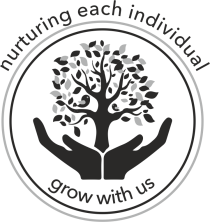 nurturing each individual
grow with us